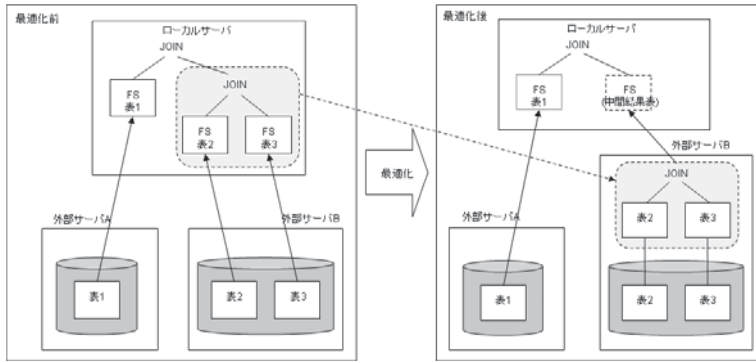 最適化前
ローカルサーバ
JOIN
FS
表1
JOIN
FS
表2
FS
表3
外部サーバA
表1
外部サーバB
表2
表3
最適化
最適化後
ローカルサーバ
JOIN
FS
表1
FS
(中間結果表)
外部サーバB
JOIN
表2
表3
外部サーバA
表1
表2
表3